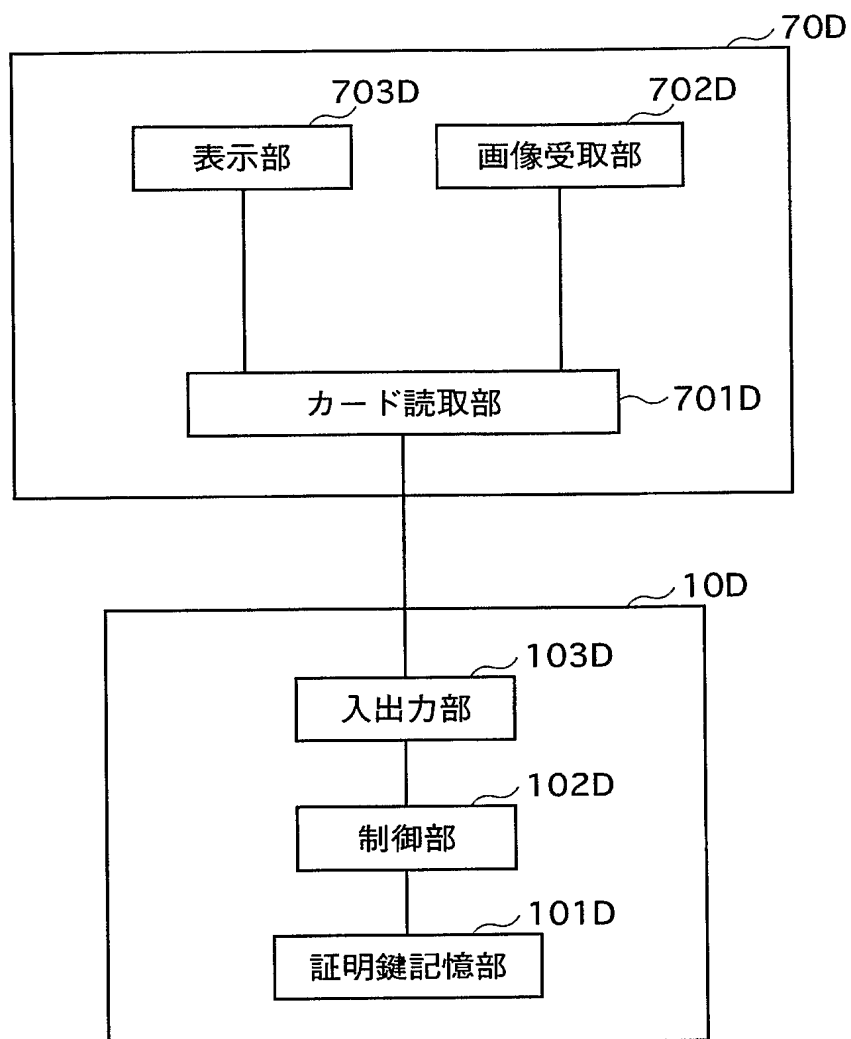 70D
703D
702D
表示部
画像受取部
カード読取部
701D
10D
103D
入出力部
102D
制御部
101D
証明鍵記憶部